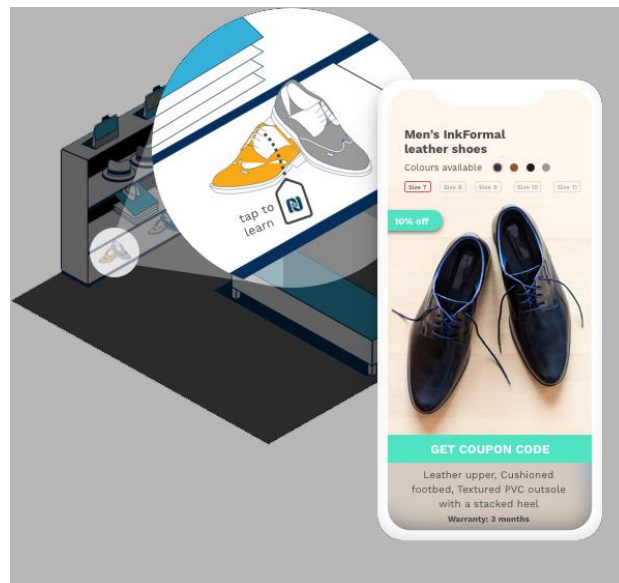 tap to
learn
Men's InkFormal
leather shoes
Colours available
Size 7 Size 8 Size 9 Size 10 Size 11
10% off
GET COUPON CODE
Leather upper, Cushioned
footbed, Textured PVC outsole
with a stacked heel
Warranty: 3 months